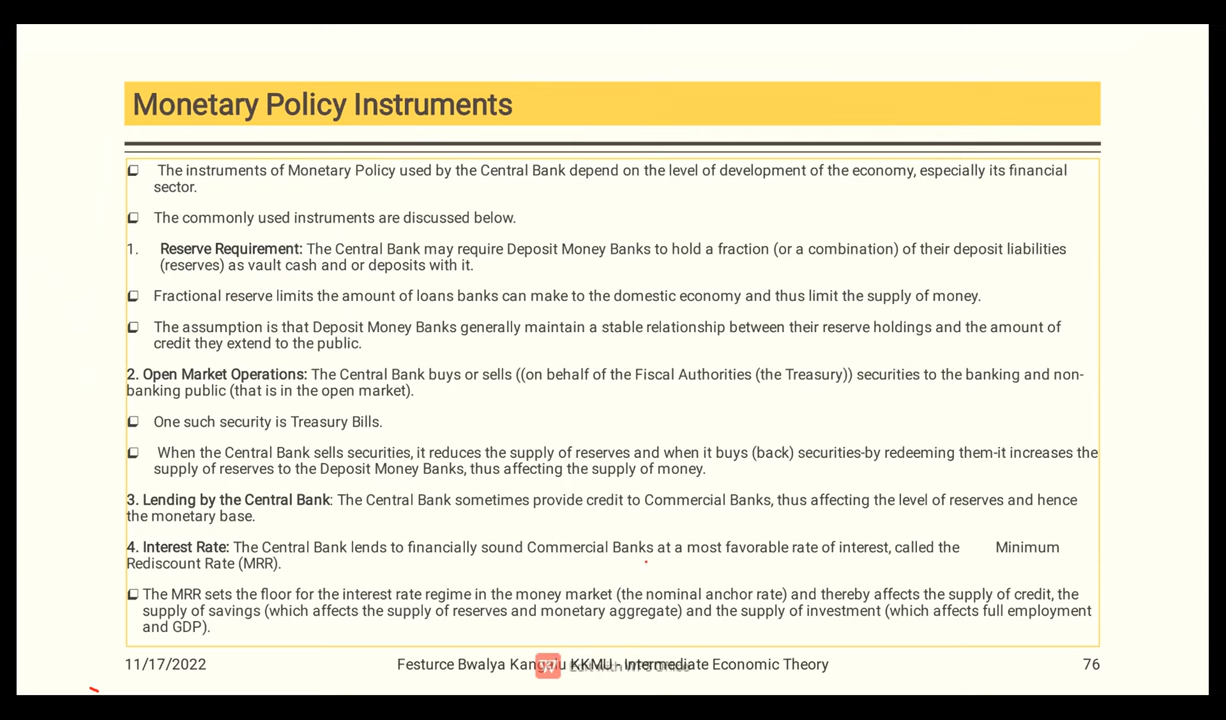 Monetary Policy Instruments
The instruments of Monetary Policy used by the Central Bank depend on the level of development of the economy, especially its financial
sector.
The commonly used instruments are discussed below.
1. Reserve Requirement: The Central Bank may require Deposit Money Banks to hold a fraction (or a combination) of their deposit liabilities
(reserves) as vault cash and or deposits with it.
Fractional reserve limits the amount of loans banks can make to the domestic economy and thus limit the supply of money.
The assumption is that Deposit Money Banks generally maintain a stable relationship between their reserve holdings and the amount of
credit they extend to the public.
2. Open Market Operations: The Central Bank buys or sells ((on behalf of the Fiscal Authorities (the Treasury)) securities to the banking and non-
banking public (that is in the open market).
One such security is Treasury Bills.
When the Central Bank sells securities, it reduces the supply of reserves and when it buys (back) securities-by redeeming them-it increases the
supply of reserves to the Deposit Money Banks, thus affecting the supply of money.
3. Lending by the Central Bank: The Central Bank sometimes provide credit to Commercial Banks, thus affecting the level of reserves and hence
the monetary base.
4. Interest Rate: The Central Bank lends to financially sound Commercial Banks at a most favorable rate of interest, called the Minimum
Rediscount Rate (MRR).
The MRR sets the floor for the interest rate regime in the money market (the nominal anchor rate) and thereby affects the supply of credit, the
supply of savings (which affects the supply of reserves and monetary aggregate) and the supply of investment (which affects full employment
and GDP).
11/17/2022 Festurce Bwalya KKMU - Intermediate Economic Theory 76